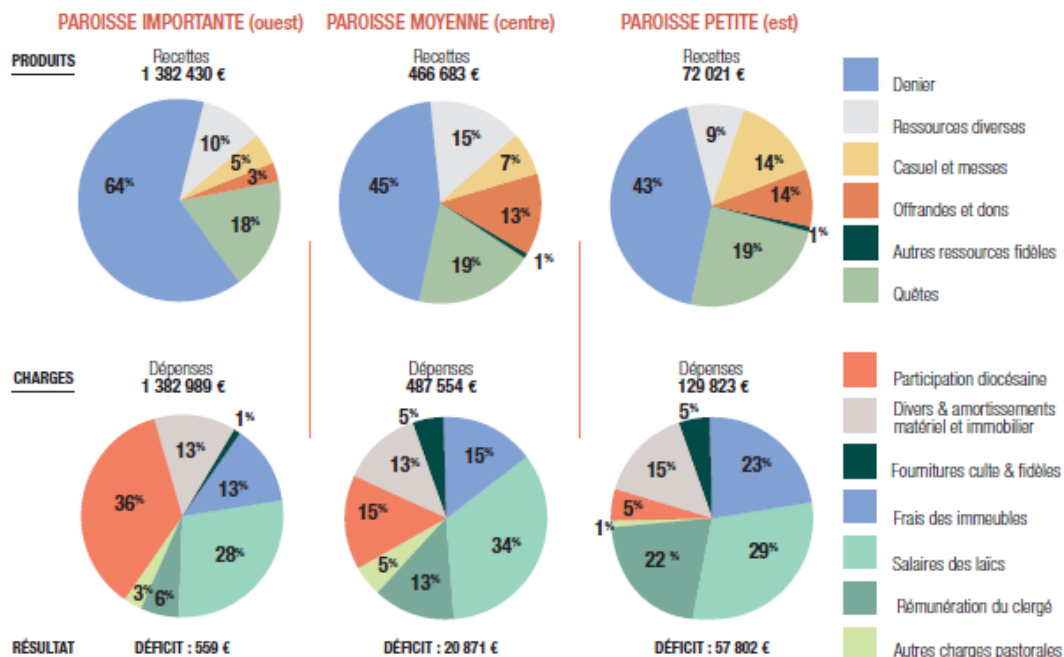 PAROISSE IMPORTANTE (ouest)
PAROISSE MOYENNE (centre)
PAROISSE PETITE (est)
PRODUITS
Recettes
1 382 430 €
Recettes
466 683 €
Recettes
72 021 €
64%
10%
5%
3%
18%
45%
15%
7%
13%
1%
19%
43%
9%
14%
14%
1%
19%
Denier
Ressources diverses
Casuel et messes
Offrandes et dons
Autres ressources fidèles
Quêtes
CHARGES
Dépenses
1 382 989 €
Dépenses
487 554 €
Dépenses
129 823 €
36%
13%
1%
13%
28%
6%
3%
5%
15%
34%
13%
5%
15%
13%
5%
23%
29%
22 %
1%
5%
15%
Participation diocésaine
Divers & amortissements
matériel et immobilier
Fournitures culte & fidèles
Frais des immeubles
Salaires des laïcs
Rémunération du clergé
Autres charges pastorales
RÉSULTAT
DÉFICIT : 559 €
DÉFICIT : 20 871 €
DÉFICIT : 57 802 €